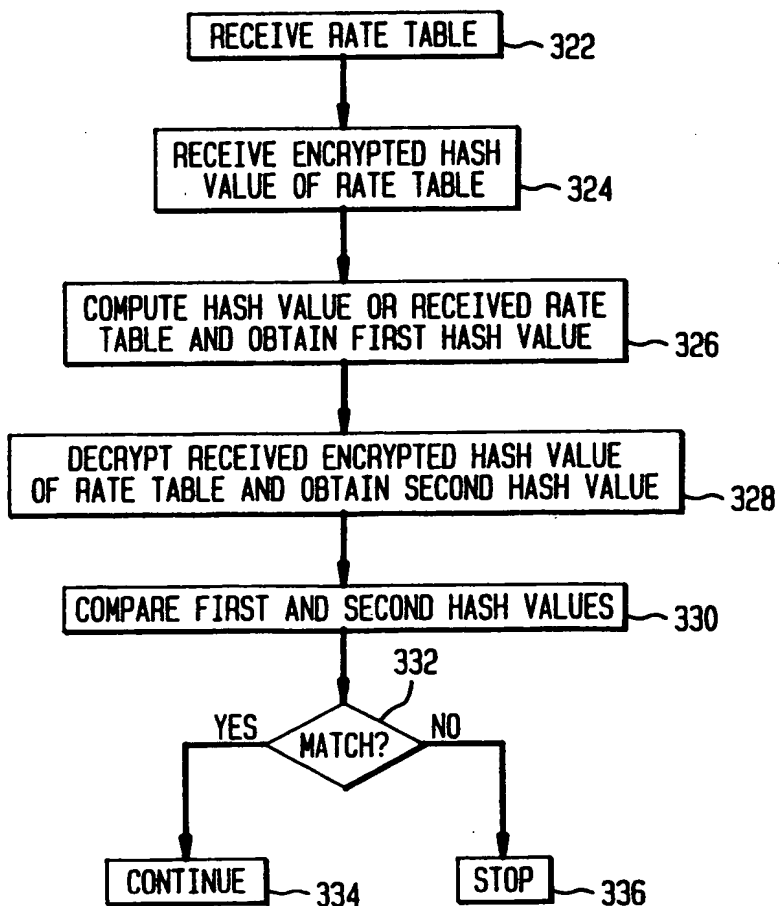 RECEIVE RATE TABLE
322
RECEIVE ENCRYPTED HASH
VALUE OF RATE TABLE
324
COMPUTE HASH VALUE OR RECEIVED RATE
TABLE AND OBTAIN FIRST HASH VALUE
326
DECRYPT RECEIVED ENCRYPTED HASH VALUE
OF RATE TABLE AND OBTAIN SECOND HASH VALUE
328
COMPARE FIRST AND SECOND HASH VALUES
330
332
YES
MATCH?
NO
CONTINUE
334
STOP
336